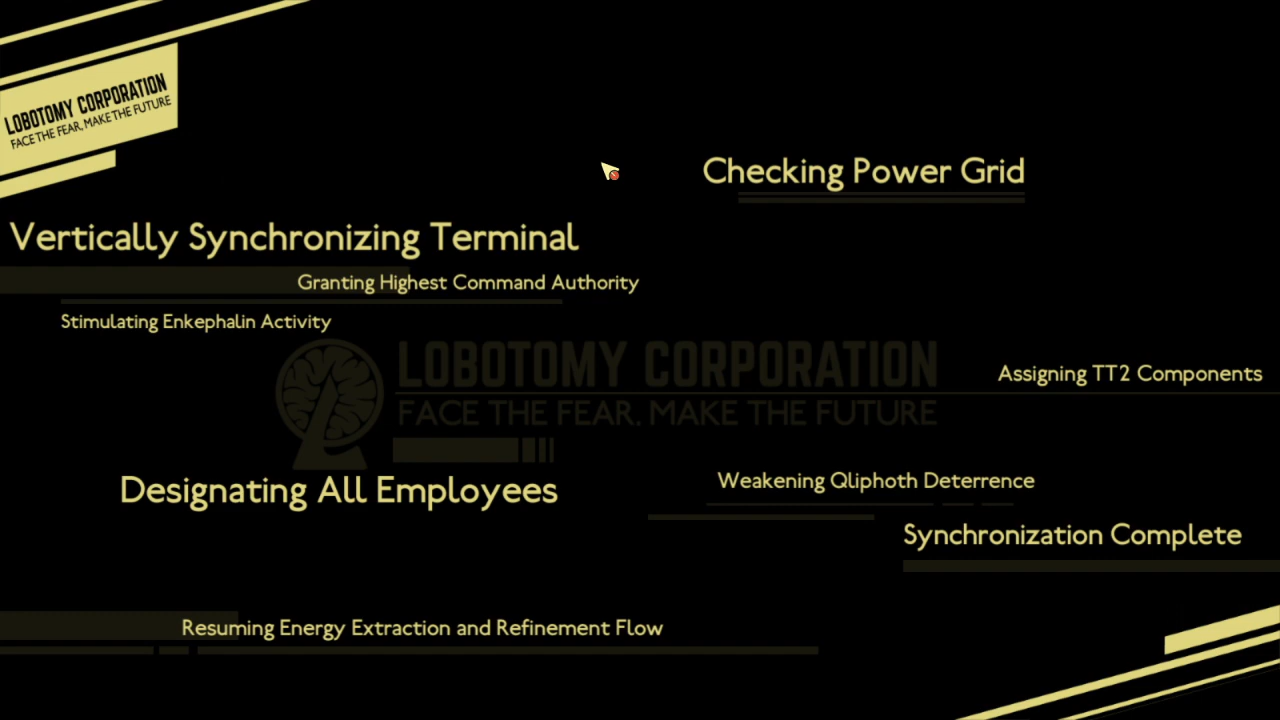 LOBOTOMY CORPORATION
FACE THE FEAR, MAKE THE FUTURE
Checking Power Grid
Vertically Synchronizing Terminal
Granting Highest Command Authority
Stimulating Enkephalin Activity
LOBOTOMY CORPORATION
Assigning TT2 Components
FACE THE FEAR. MAKE THE FUTURE
Weakening Qliphoth Deterrence
Designating All Employees
Synchronization Complete
Resuming Energy Extraction and Refinement Flow